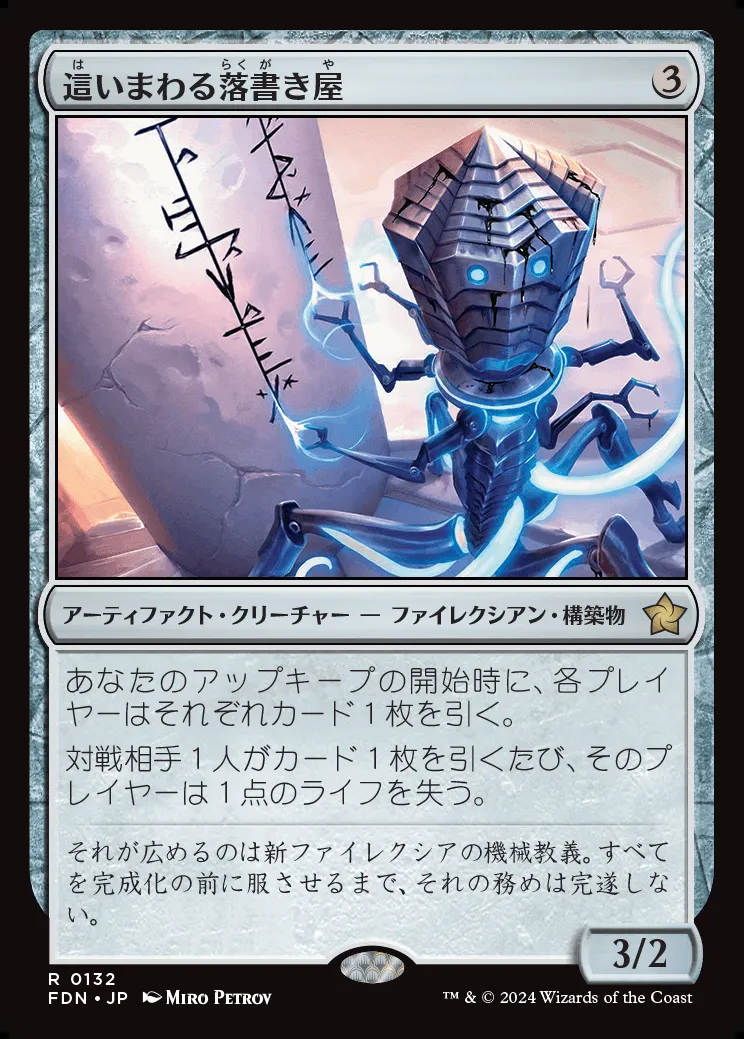 這いまわる落書き屋
3
アーティファクト・クリーチャー — ファイレクシアン・構築物
あなたのアップキープの開始時に、各プレイ
ヤーはそれぞれカード1枚を引く。
対戦相手1人がカード1枚を引くたび、そのプ
レイヤーは1点のライフを失う。
それが広めるのは新ファイレクシアの機械教義。すべて
を完成化の前に服させるまで、それの務めは完遂しな
い。
3/2
R 0132
FDN • JP Miro Petrov
™ & © 2024 Wizards of the Coast